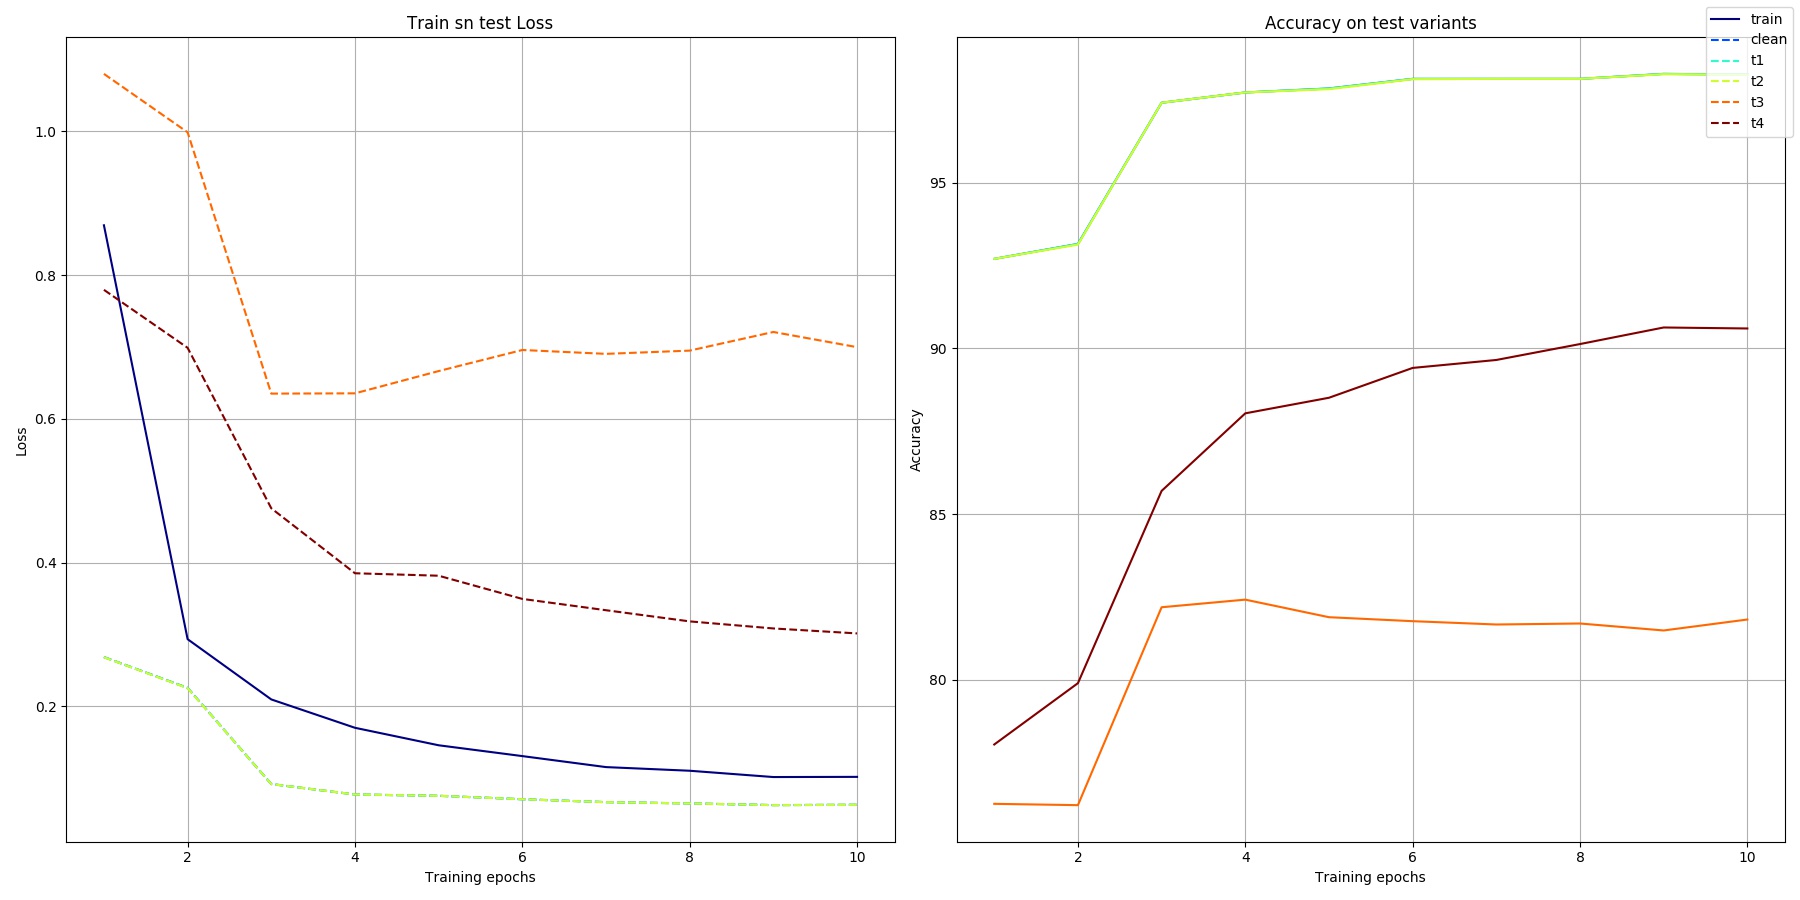 Train sn test Loss
1.0
0.8
0.6
0.4
0.2
Loss
2 4 6 8 10
Training epochs
Accuracy on test variants
95
90
85
80
Accuracy
2 4 6 8 10
Training epochs
train
clean
t1
t2
t3
t4